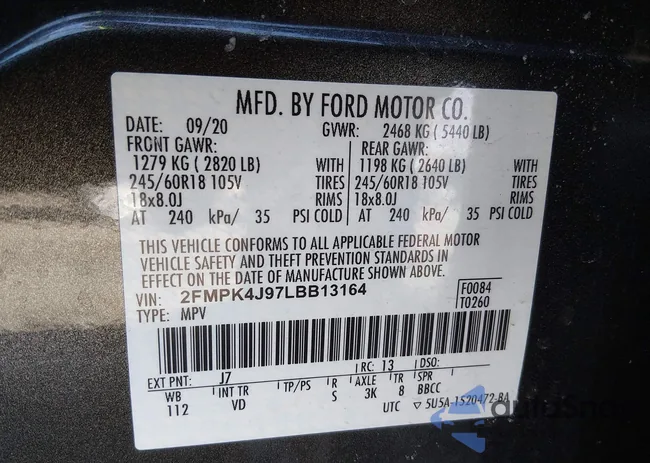 MFD. BY FORD MOTOR CO.
DATE: 09/20 GVWR: 2468 KG ( 5440 LB)
FRONT GAWR: REAR GAWR:
1279 KG ( 2820 LB) WITH 1198 KG ( 2640 LB) WITH
245/60R18 105V TIRES 245/60R18 105V TIRES
18x8.0J RIMS 18x8.0J RIMS
AT 240 kPa/ 35 PSI COLD AT 240 kPa/ 35 PSI COLD
THIS VEHICLE CONFORMS TO ALL APPLICABLE FEDERAL MOTOR
VEHICLE SAFETY AND THEFT PREVENTION STANDARDS IN
EFFECT ON THE DATE OF MANUFACTURE SHOWN ABOVE.
VIN: 2FMPK4J97LBB13164 F0084
TYPE: MPV T0260
EXT PNT: J7 RC: 13 DSO:
WB INT TR TP/PS R AXLE TR SPR
112 VD S 3K 8 BBCC
UTC 5U5A-1520472-BA